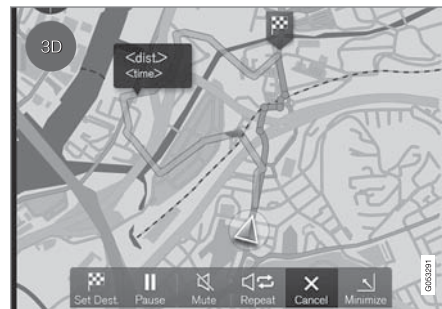 3D
<dist.>
<time>
Set Dest. Pause Mute Repeat Cancel Minimize
G053291